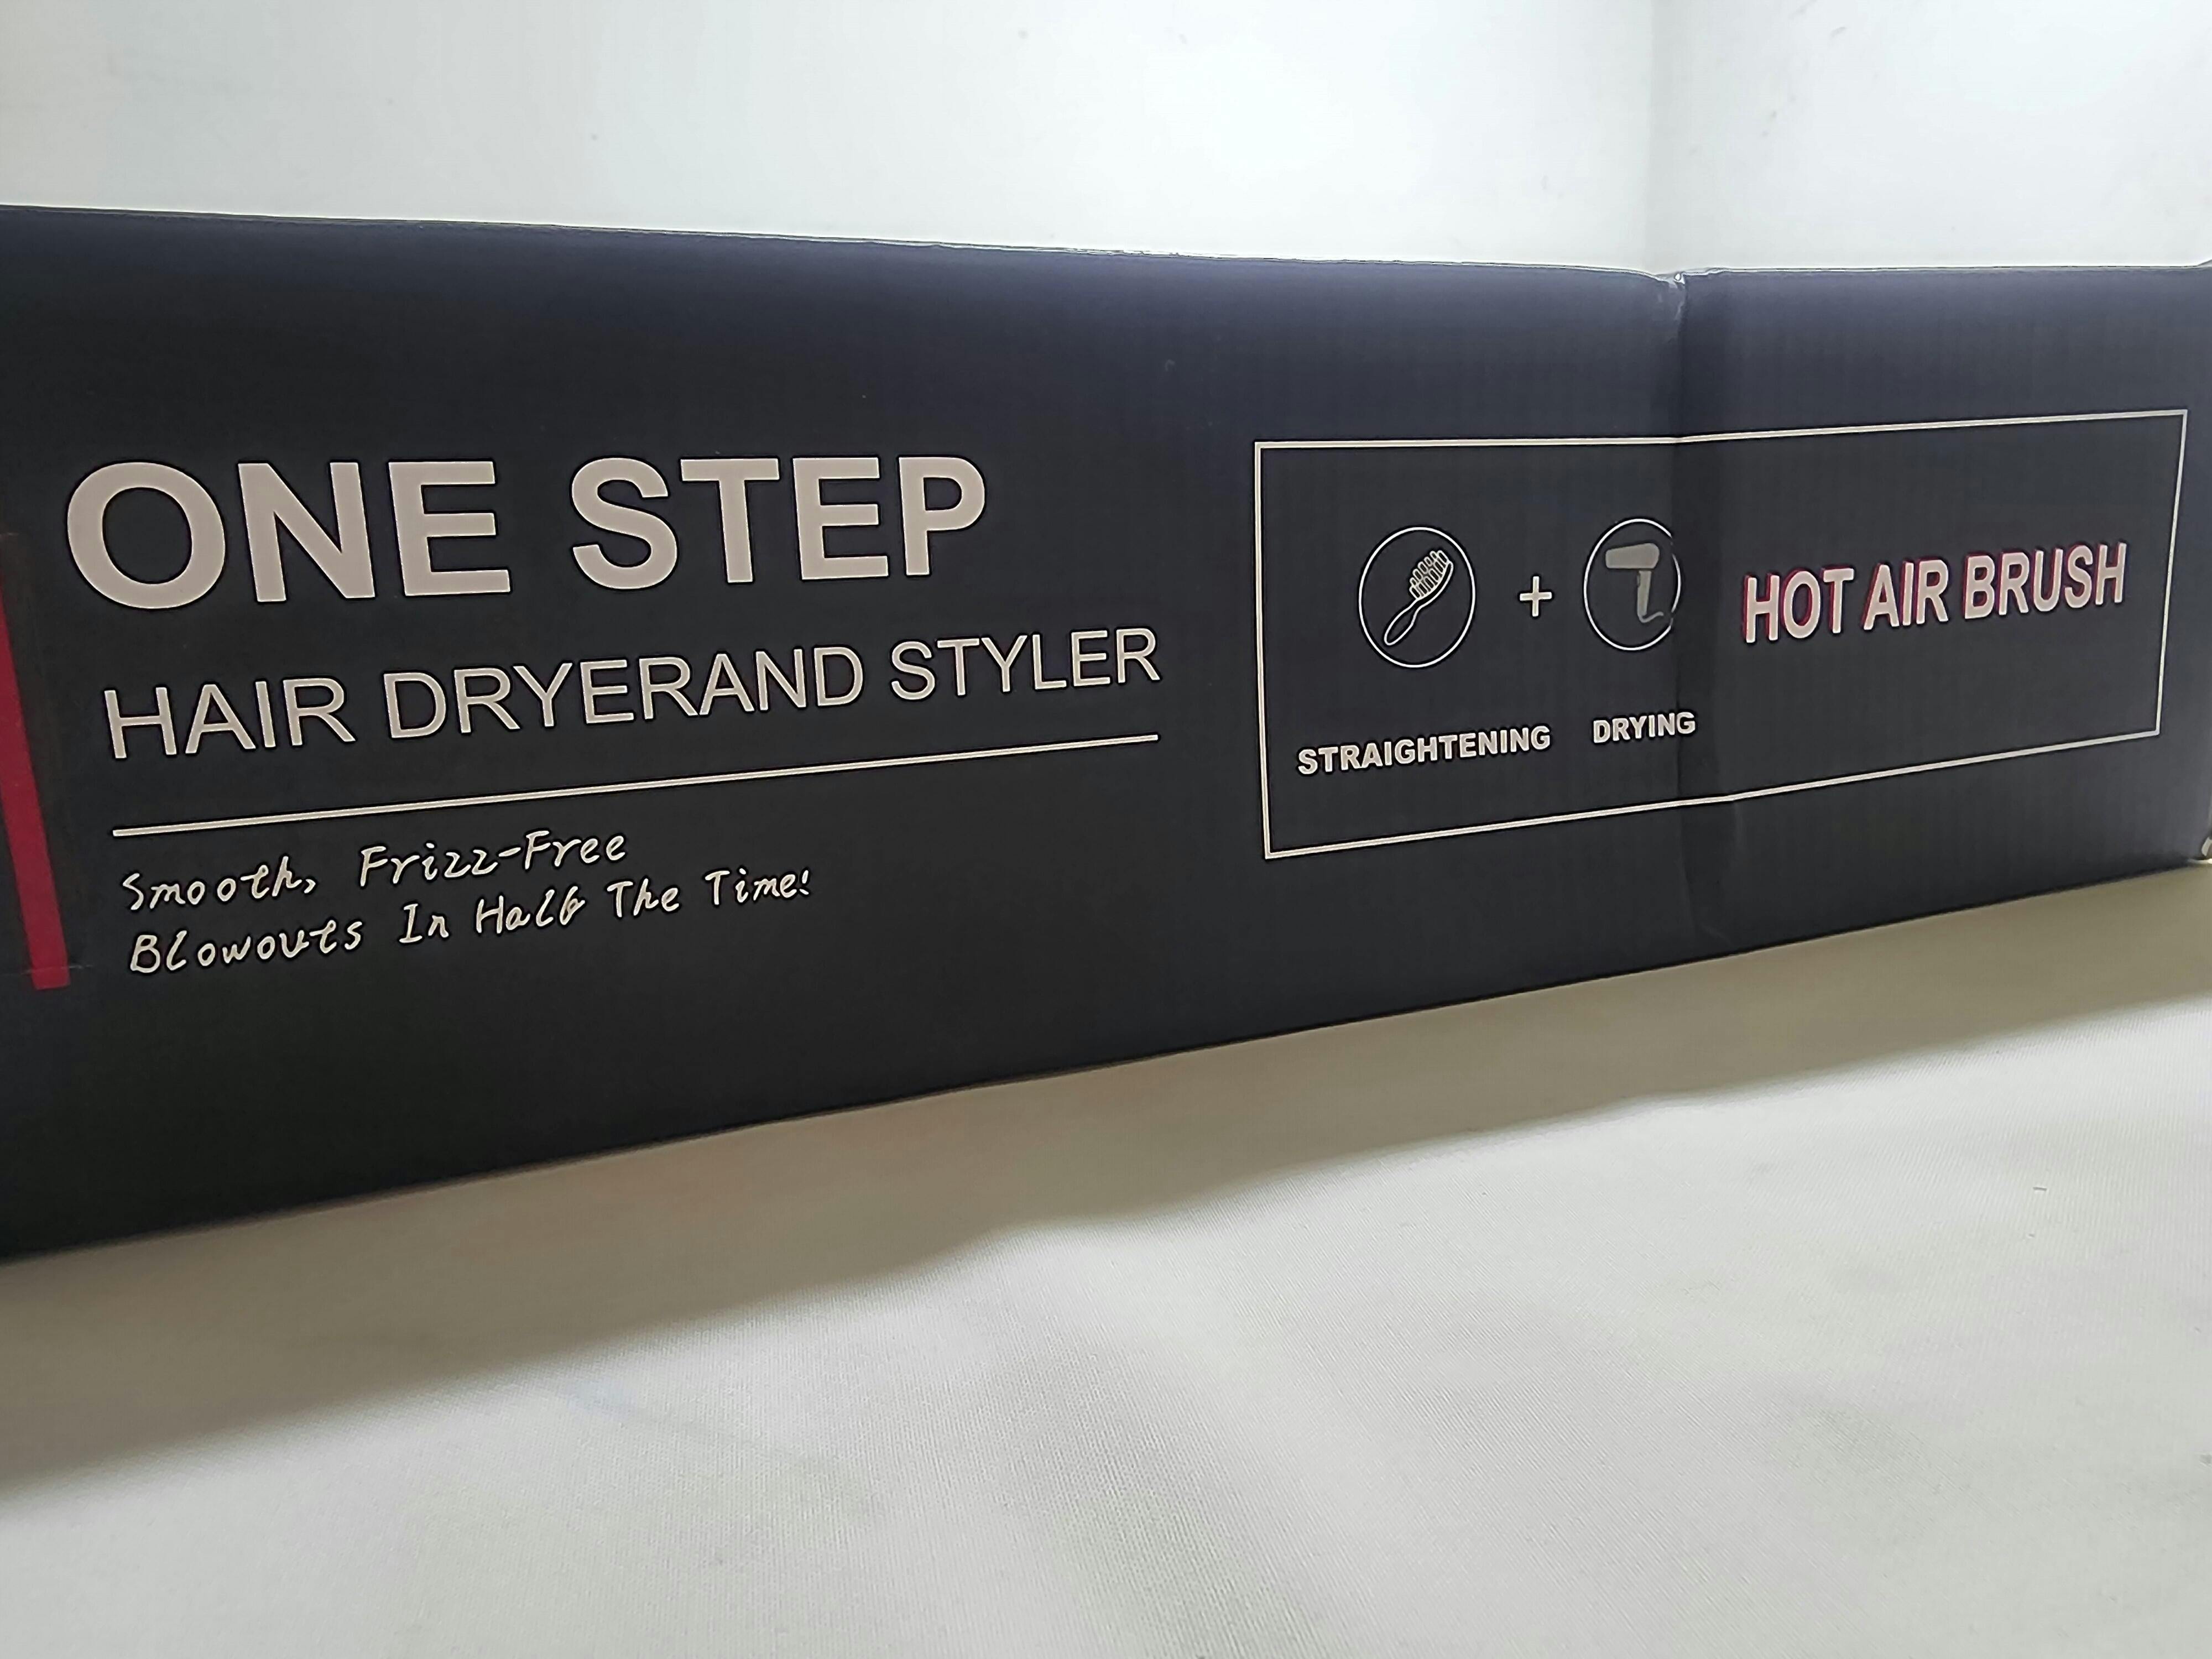 ONE STEP
HAIR DRYERAND STYLER
Smooth, Frizz-Free
Blowouts In Half The Time!
+
STRAIGHTENING DRYING
HOT AIR BRUSH